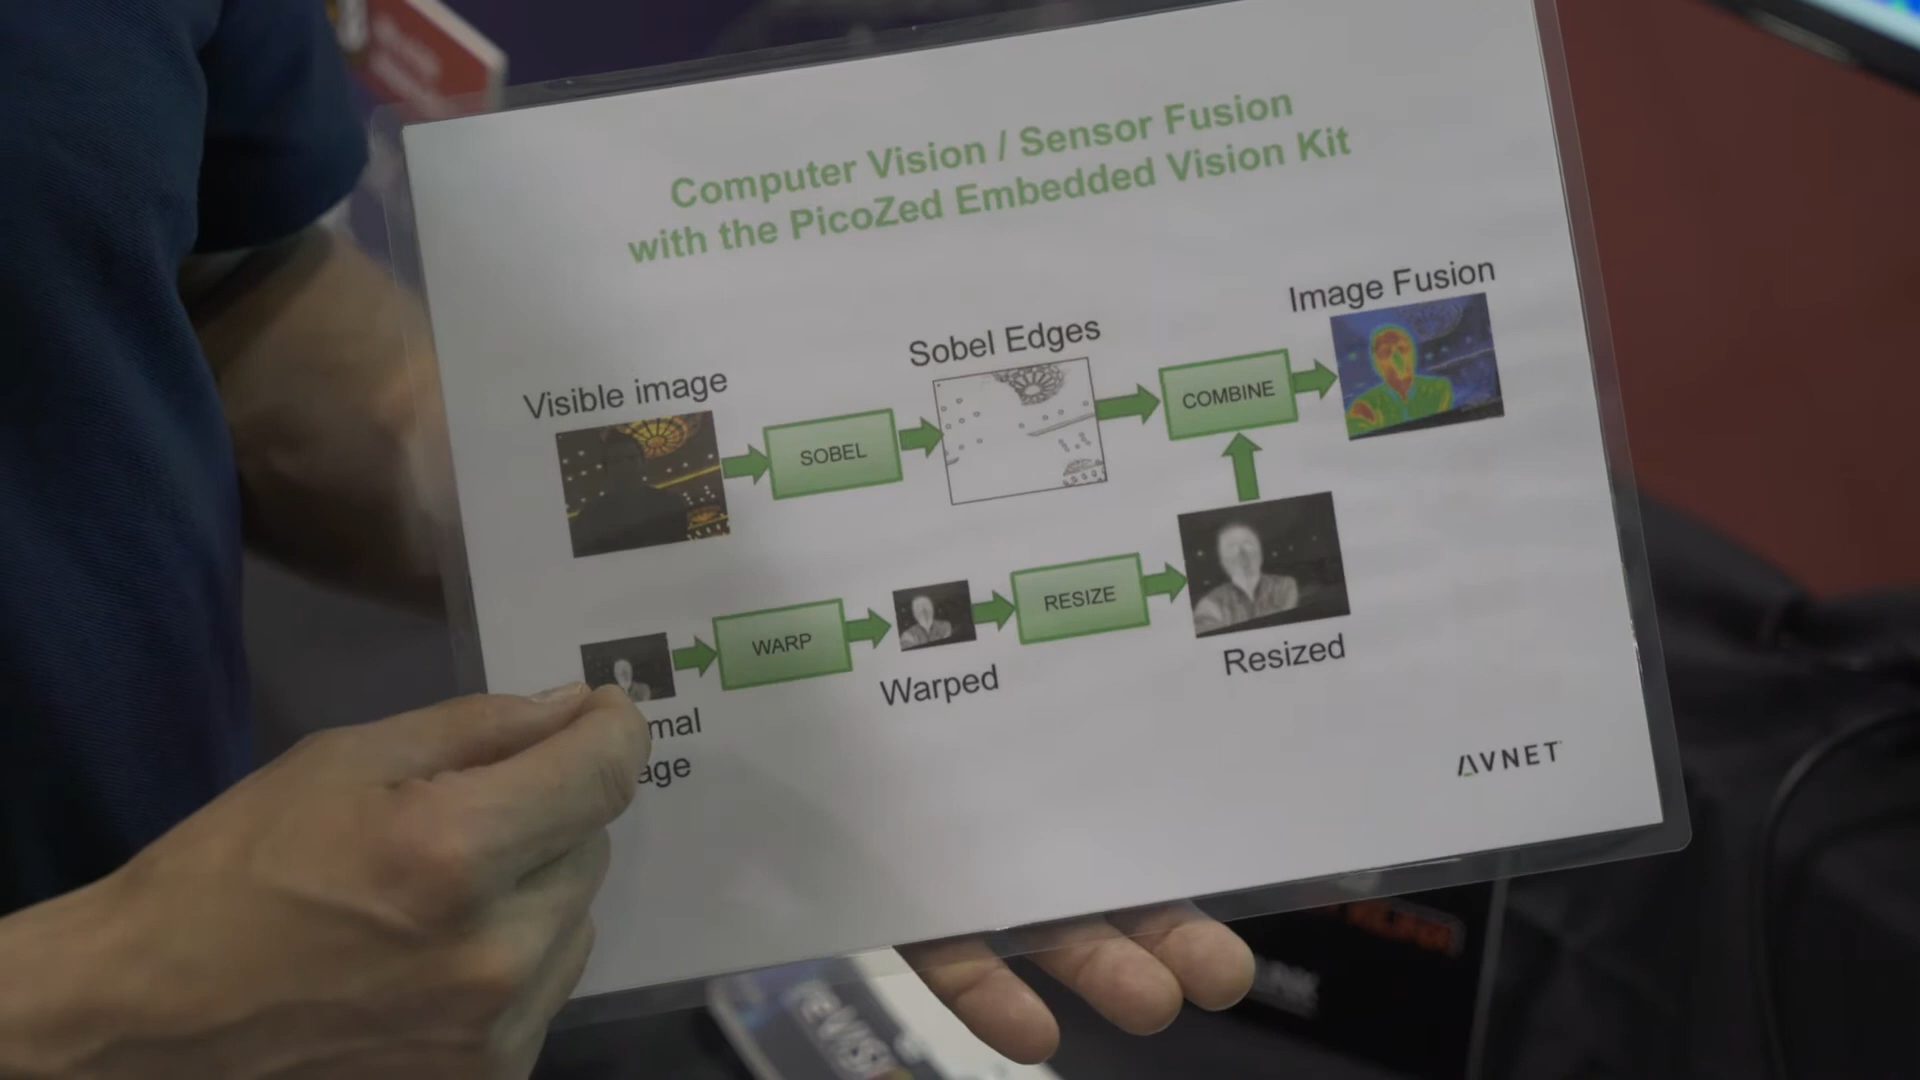 Computer Vision / Sensor Fusion
with the PicoZed Embedded Vision Kit
Image Fusion
Sobel Edges
Visible image
COMBINE
SOBEL
RESIZE
WARP
Resized
Warped
mal
age
AVNET